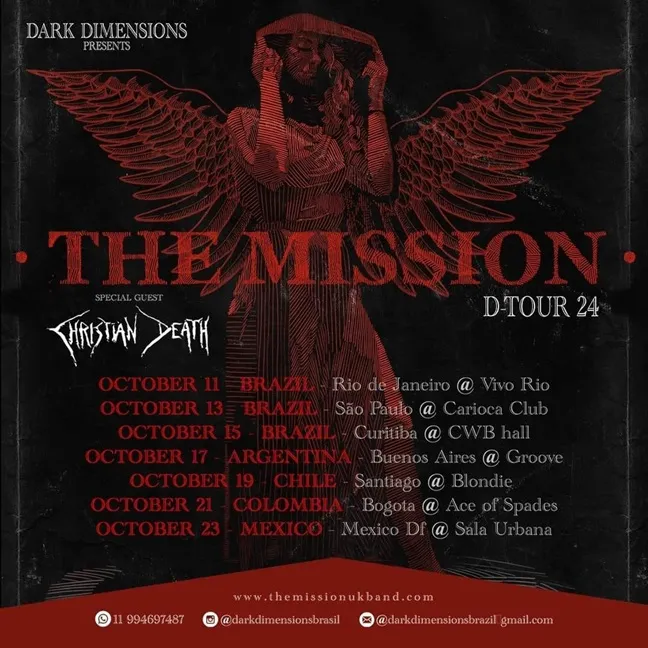 DARK DIMENSIONS
PRESENTS
• THE MISSION •
D-TOUR 24
SPECIAL GUEST
CHRISTIAN DEATH
OCTOBER 11 - BRAZIL - Rio de Janeiro @ Vivo Rio
OCTOBER 13 - BRAZIL - São Paulo @ Carioca Club
OCTOBER 15 - BRAZIL - Curitiba @ CWB hall
OCTOBER 17 - ARGENTINA - Buenos Aires @ Groove
OCTOBER 19 - CHILE - Santiago @ Blondie
OCTOBER 21 - COLOMBIA - Bogota @ Ace of Spades
OCTOBER 23 - MEXICO - Mexico Df @ Sala Urbana
www.themissionukband.com
11 994697487 @darkdimensionsbrasil @darkdimensionsbrazil gmail.com